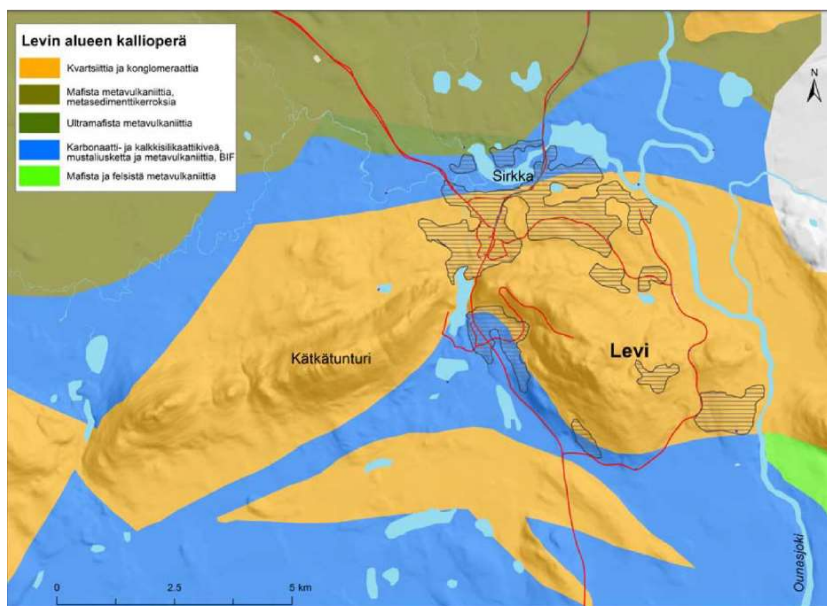 Levin alueen kallioperä
Kvartsiittia ja konglomeraattia
Mafista metavulkaniittia,
metasedimenttikerroksia
Ultramafista metavulkaniittia
Karbonaatti- ja kalkkisilikaattikiveä,
mustaliusketta ja metavulkaniittia, BIF
Mafista ja felsistä metavulkaniittia
N
Sirkka
Levi
Kätkätunturi
Ounasjoki
0 2.5 5 km